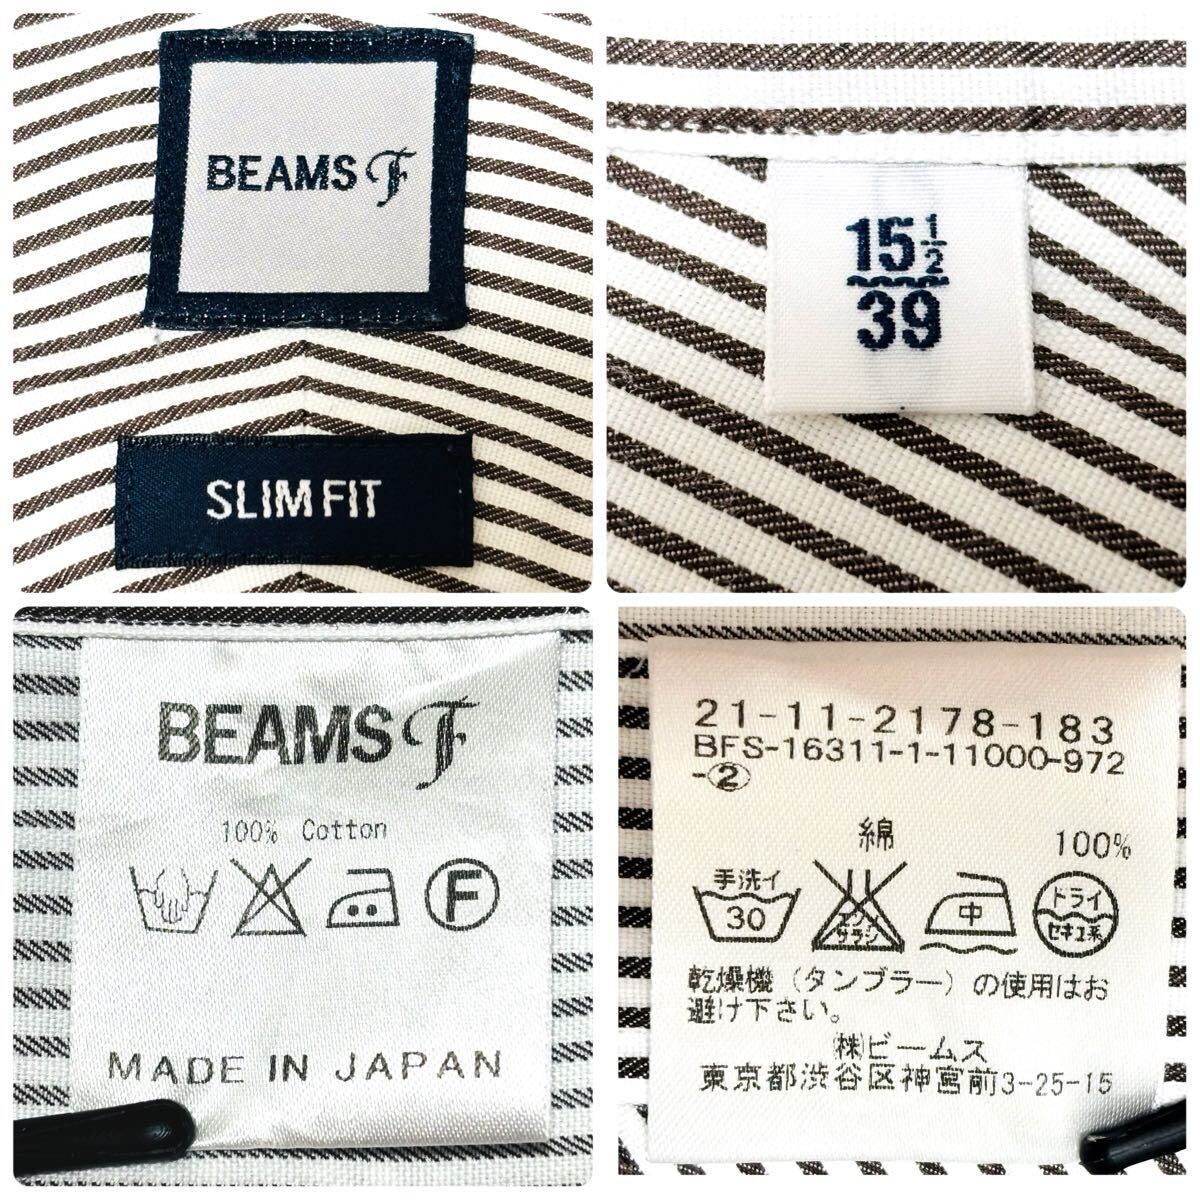 BEAMS F
SLIM FIT
15 1/2
39
BEAMS F
100% Cotton
F
MADE IN JAPAN
21-11-2178-183
BFS-16311-1-11000-972
-②
綿 100%
手洗イ
30
エンソ
サラシ
中
ドライ
セキユ系
乾燥機（タンブラー）の使用はお
避け下さい。
㈱ビームス
東京都渋谷区神宮前3-25-15